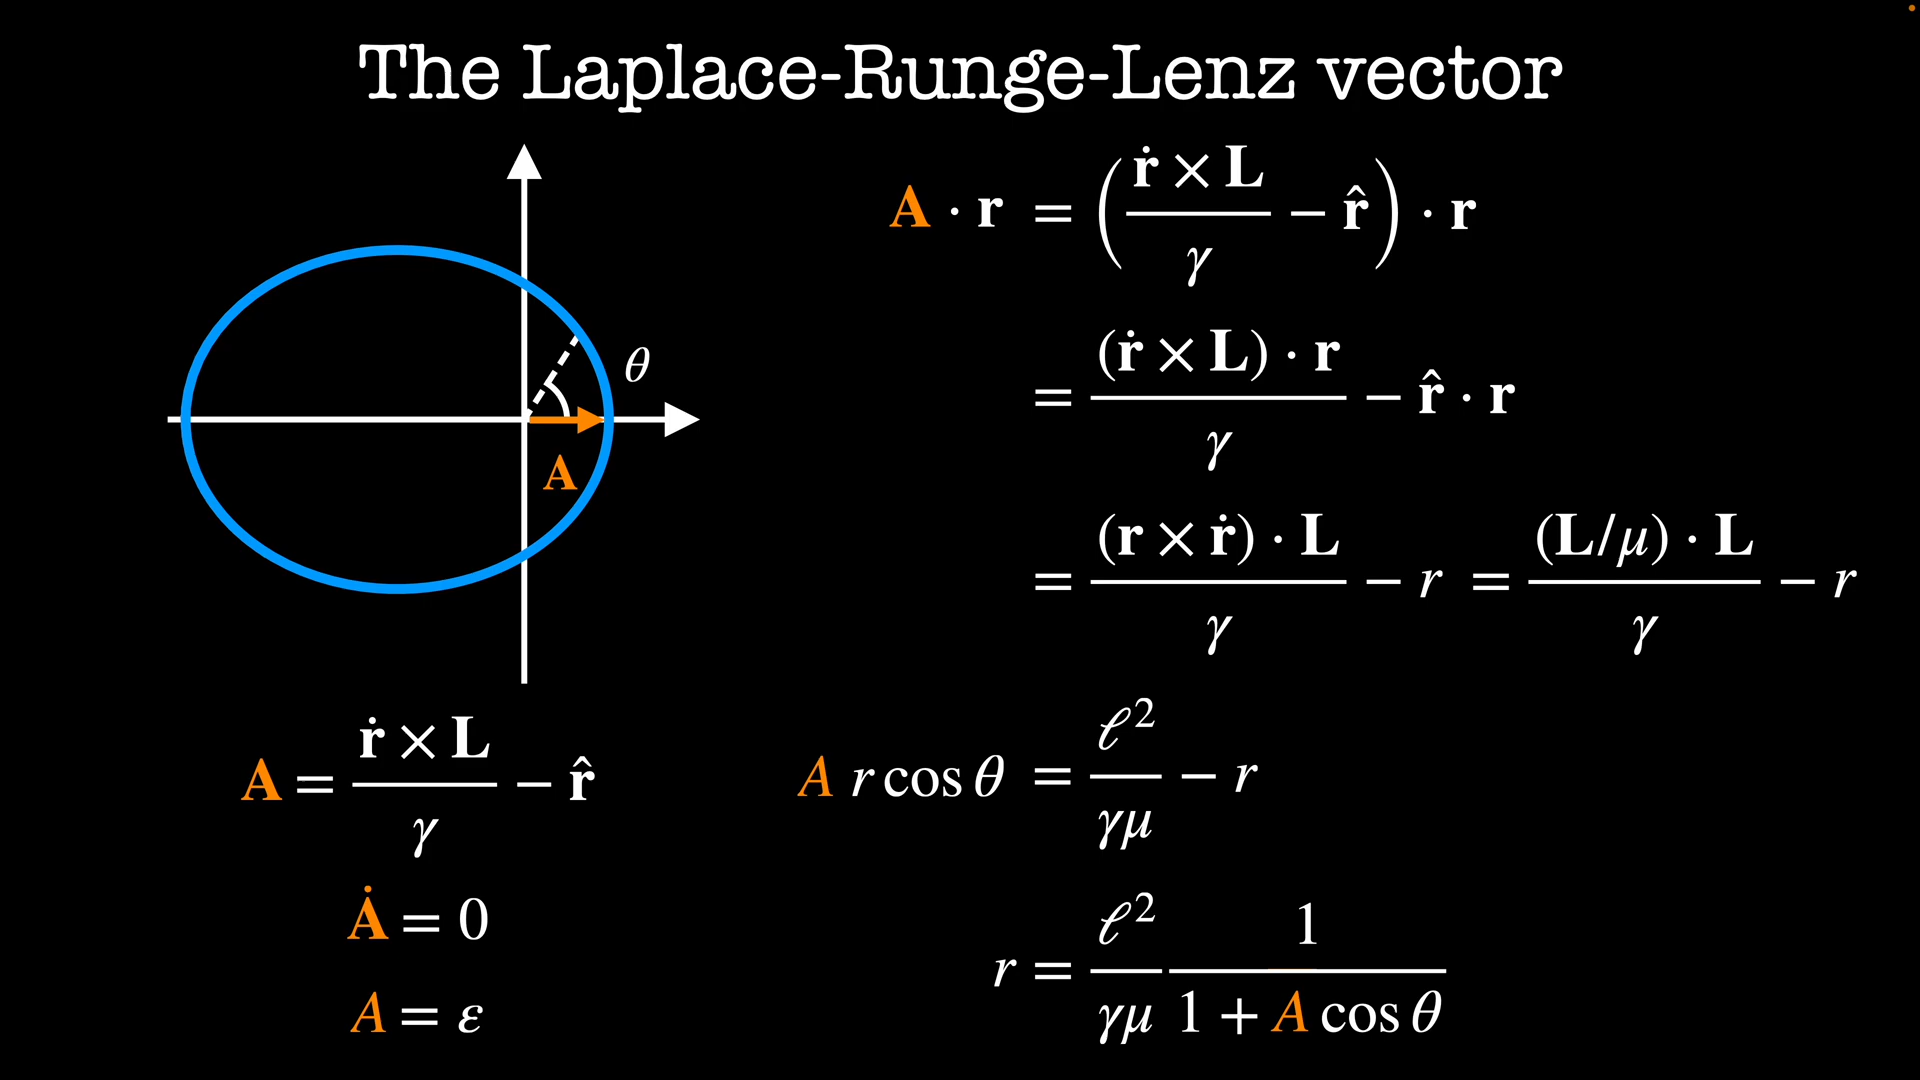 The Laplace-Runge-Lenz vector
θ
A
A = (ṙ × L)/γ − r̂
Ȧ = 0
A = ε
A · r = ((ṙ × L)/γ − r̂) · r
= ((ṙ × L) · r)/γ − r̂ · r
= ((r × ṙ) · L)/γ − r = ((L/μ) · L)/γ − r
A r cos θ = ℓ²/(γμ) − r
r = ℓ²/(γμ) 1/(1 + A cos θ)